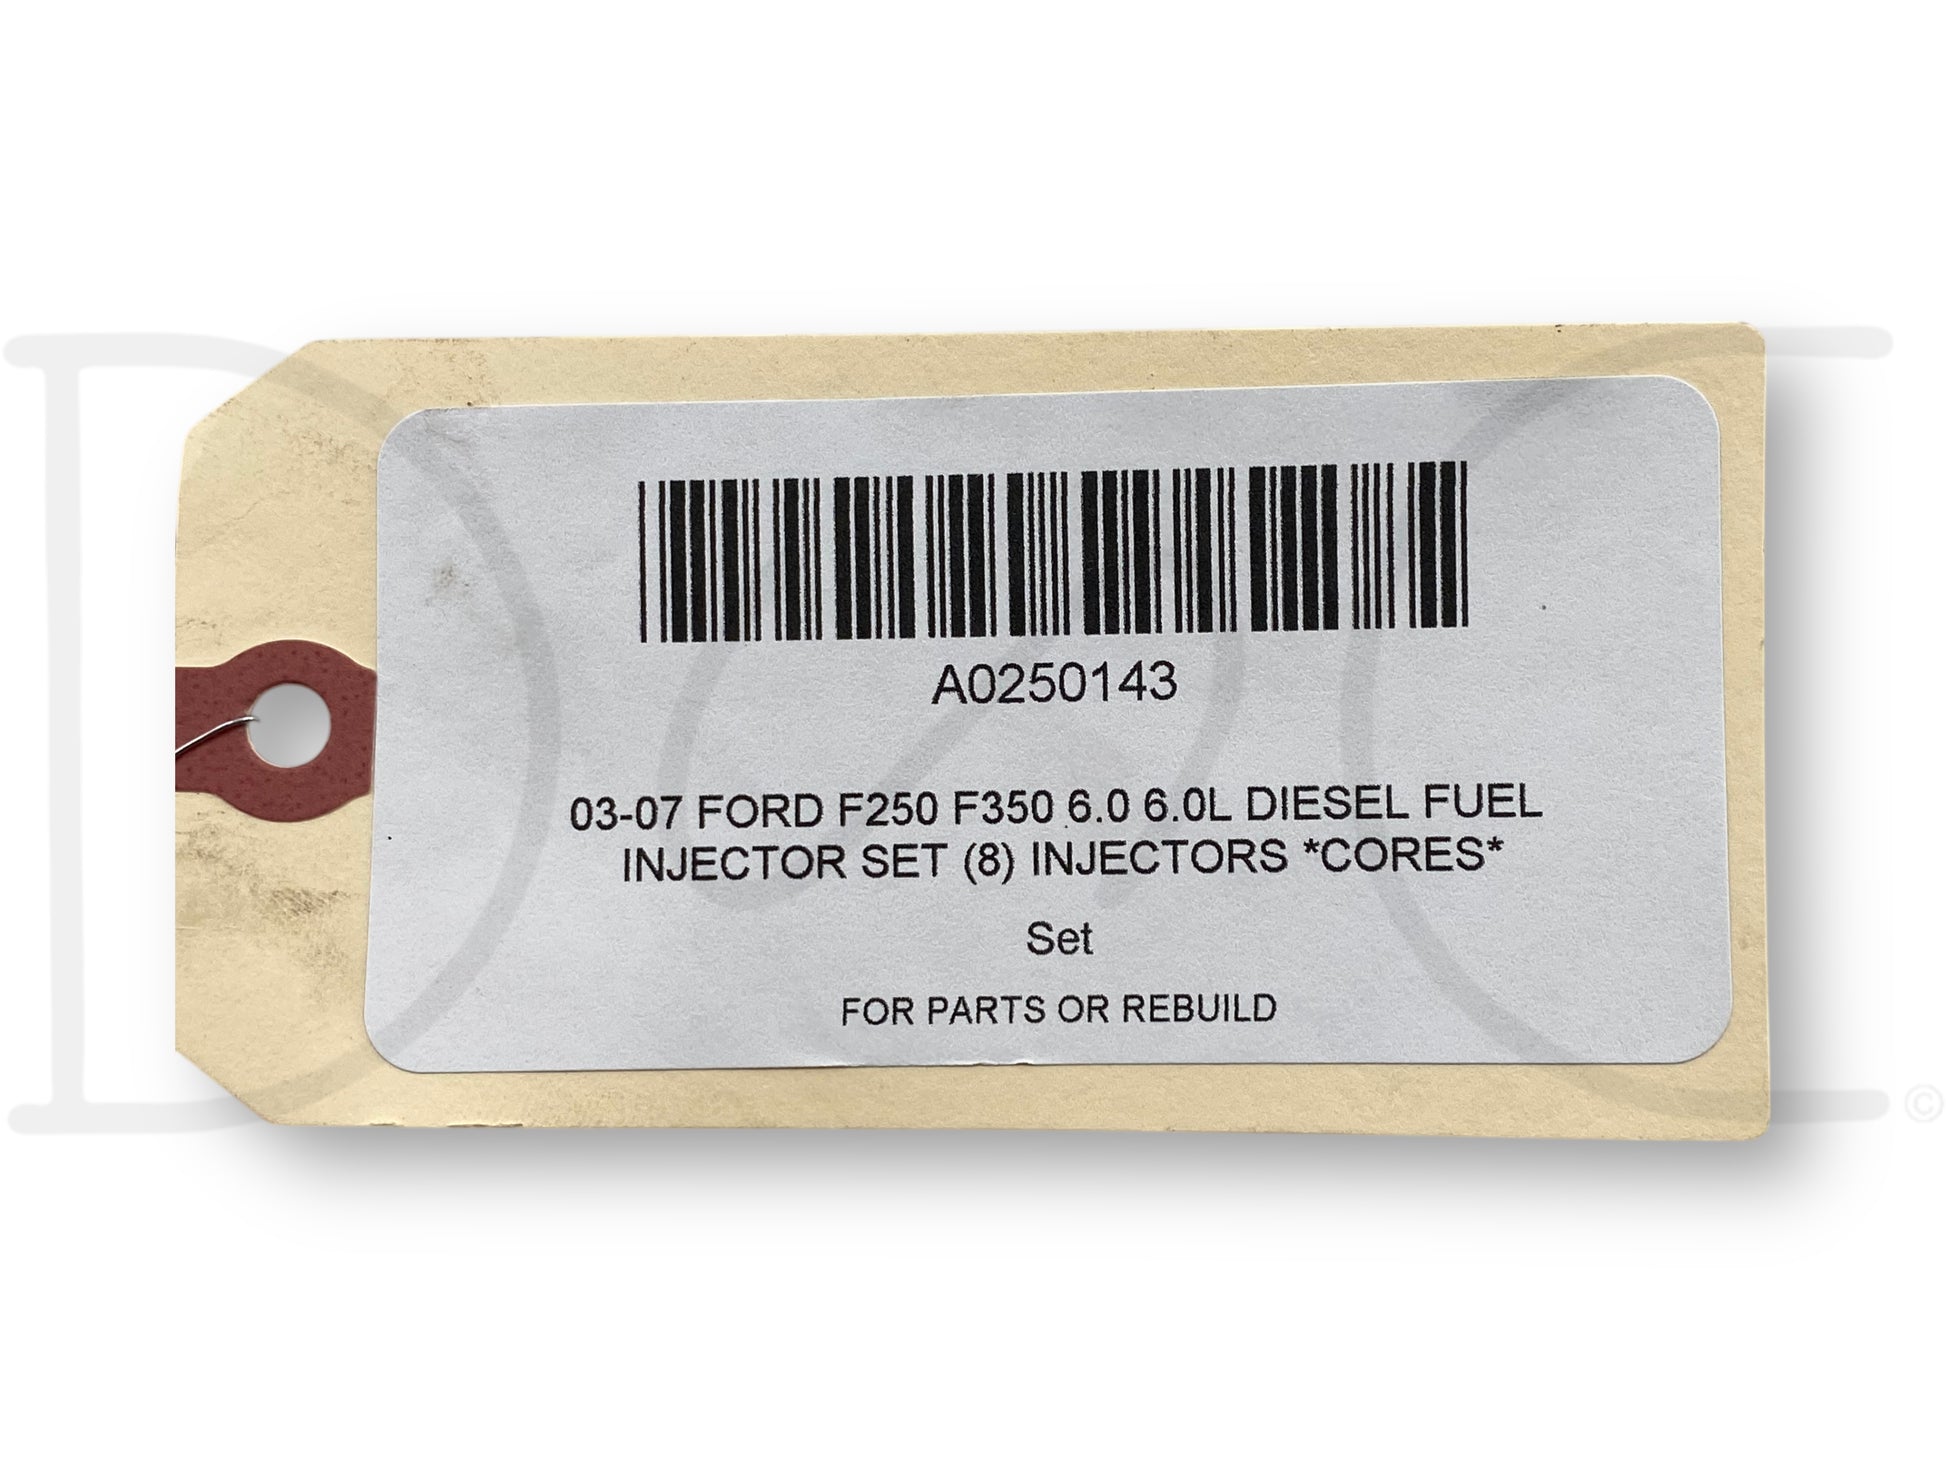 A0250143
03-07 FORD F250 F350 6.0 6.0L DIESEL FUEL
INJECTOR SET (8) INJECTORS *CORES*
Set
FOR PARTS OR REBUILD
©